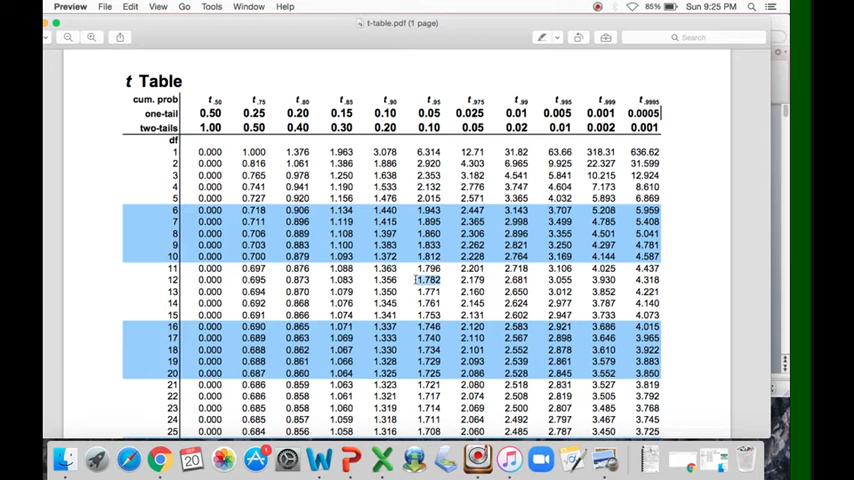 Preview File Edit View Go Tools Window Help 85% Sun 9:25 PM
t-table.pdf (1 page)
Search
t Table
cum. prob t .50 t .75 t .80 t .85 t .90 t .95 t .975 t .99 t .995 t .999 t .9995
one-tail 0.50 0.25 0.20 0.15 0.10 0.05 0.025 0.01 0.005 0.001 0.0005
two-tails 1.00 0.50 0.40 0.30 0.20 0.10 0.05 0.02 0.01 0.002 0.001
df
1 0.000 1.000 1.376 1.963 3.078 6.314 12.71 31.82 63.66 318.31 636.62
2 0.000 0.816 1.061 1.386 1.886 2.920 4.303 6.965 9.925 22.327 31.599
3 0.000 0.765 0.978 1.250 1.638 2.353 3.182 4.541 5.841 10.215 12.924
4 0.000 0.741 0.941 1.190 1.533 2.132 2.776 3.747 4.604 7.173 8.610
5 0.000 0.727 0.920 1.156 1.476 2.015 2.571 3.365 4.032 5.893 6.869
6 0.000 0.718 0.906 1.134 1.440 1.943 2.447 3.143 3.707 5.208 5.959
7 0.000 0.711 0.896 1.119 1.415 1.895 2.365 2.998 3.499 4.785 5.408
8 0.000 0.706 0.889 1.108 1.397 1.860 2.306 2.896 3.355 4.501 5.041
9 0.000 0.703 0.883 1.100 1.383 1.833 2.262 2.821 3.250 4.297 4.781
10 0.000 0.700 0.879 1.093 1.372 1.812 2.228 2.764 3.169 4.144 4.587
11 0.000 0.697 0.876 1.088 1.363 1.796 2.201 2.718 3.106 4.025 4.437
12 0.000 0.695 0.873 1.083 1.356 1.782 2.179 2.681 3.055 3.930 4.318
13 0.000 0.694 0.870 1.079 1.350 1.771 2.160 2.650 3.012 3.852 4.221
14 0.000 0.692 0.868 1.076 1.345 1.761 2.145 2.624 2.977 3.787 4.140
15 0.000 0.691 0.866 1.074 1.341 1.753 2.131 2.602 2.947 3.733 4.073
16 0.000 0.690 0.865 1.071 1.337 1.746 2.120 2.583 2.921 3.686 4.015
17 0.000 0.689 0.863 1.069 1.333 1.740 2.110 2.567 2.898 3.646 3.965
18 0.000 0.688 0.862 1.067 1.330 1.734 2.101 2.552 2.878 3.610 3.922
19 0.000 0.688 0.861 1.066 1.328 1.729 2.093 2.539 2.861 3.579 3.883
20 0.000 0.687 0.860 1.064 1.325 1.725 2.086 2.528 2.845 3.552 3.850
21 0.000 0.686 0.859 1.063 1.323 1.721 2.080 2.518 2.831 3.527 3.819
22 0.000 0.686 0.858 1.061 1.321 1.717 2.074 2.508 2.819 3.505 3.792
23 0.000 0.685 0.858 1.060 1.319 1.714 2.069 2.500 2.807 3.485 3.768
24 0.000 0.685 0.857 1.059 1.318 1.711 2.064 2.492 2.797 3.467 3.745
25 0.000 0.684 0.856 1.058 1.316 1.708 2.060 2.485 2.787 3.450 3.725
SEP
20